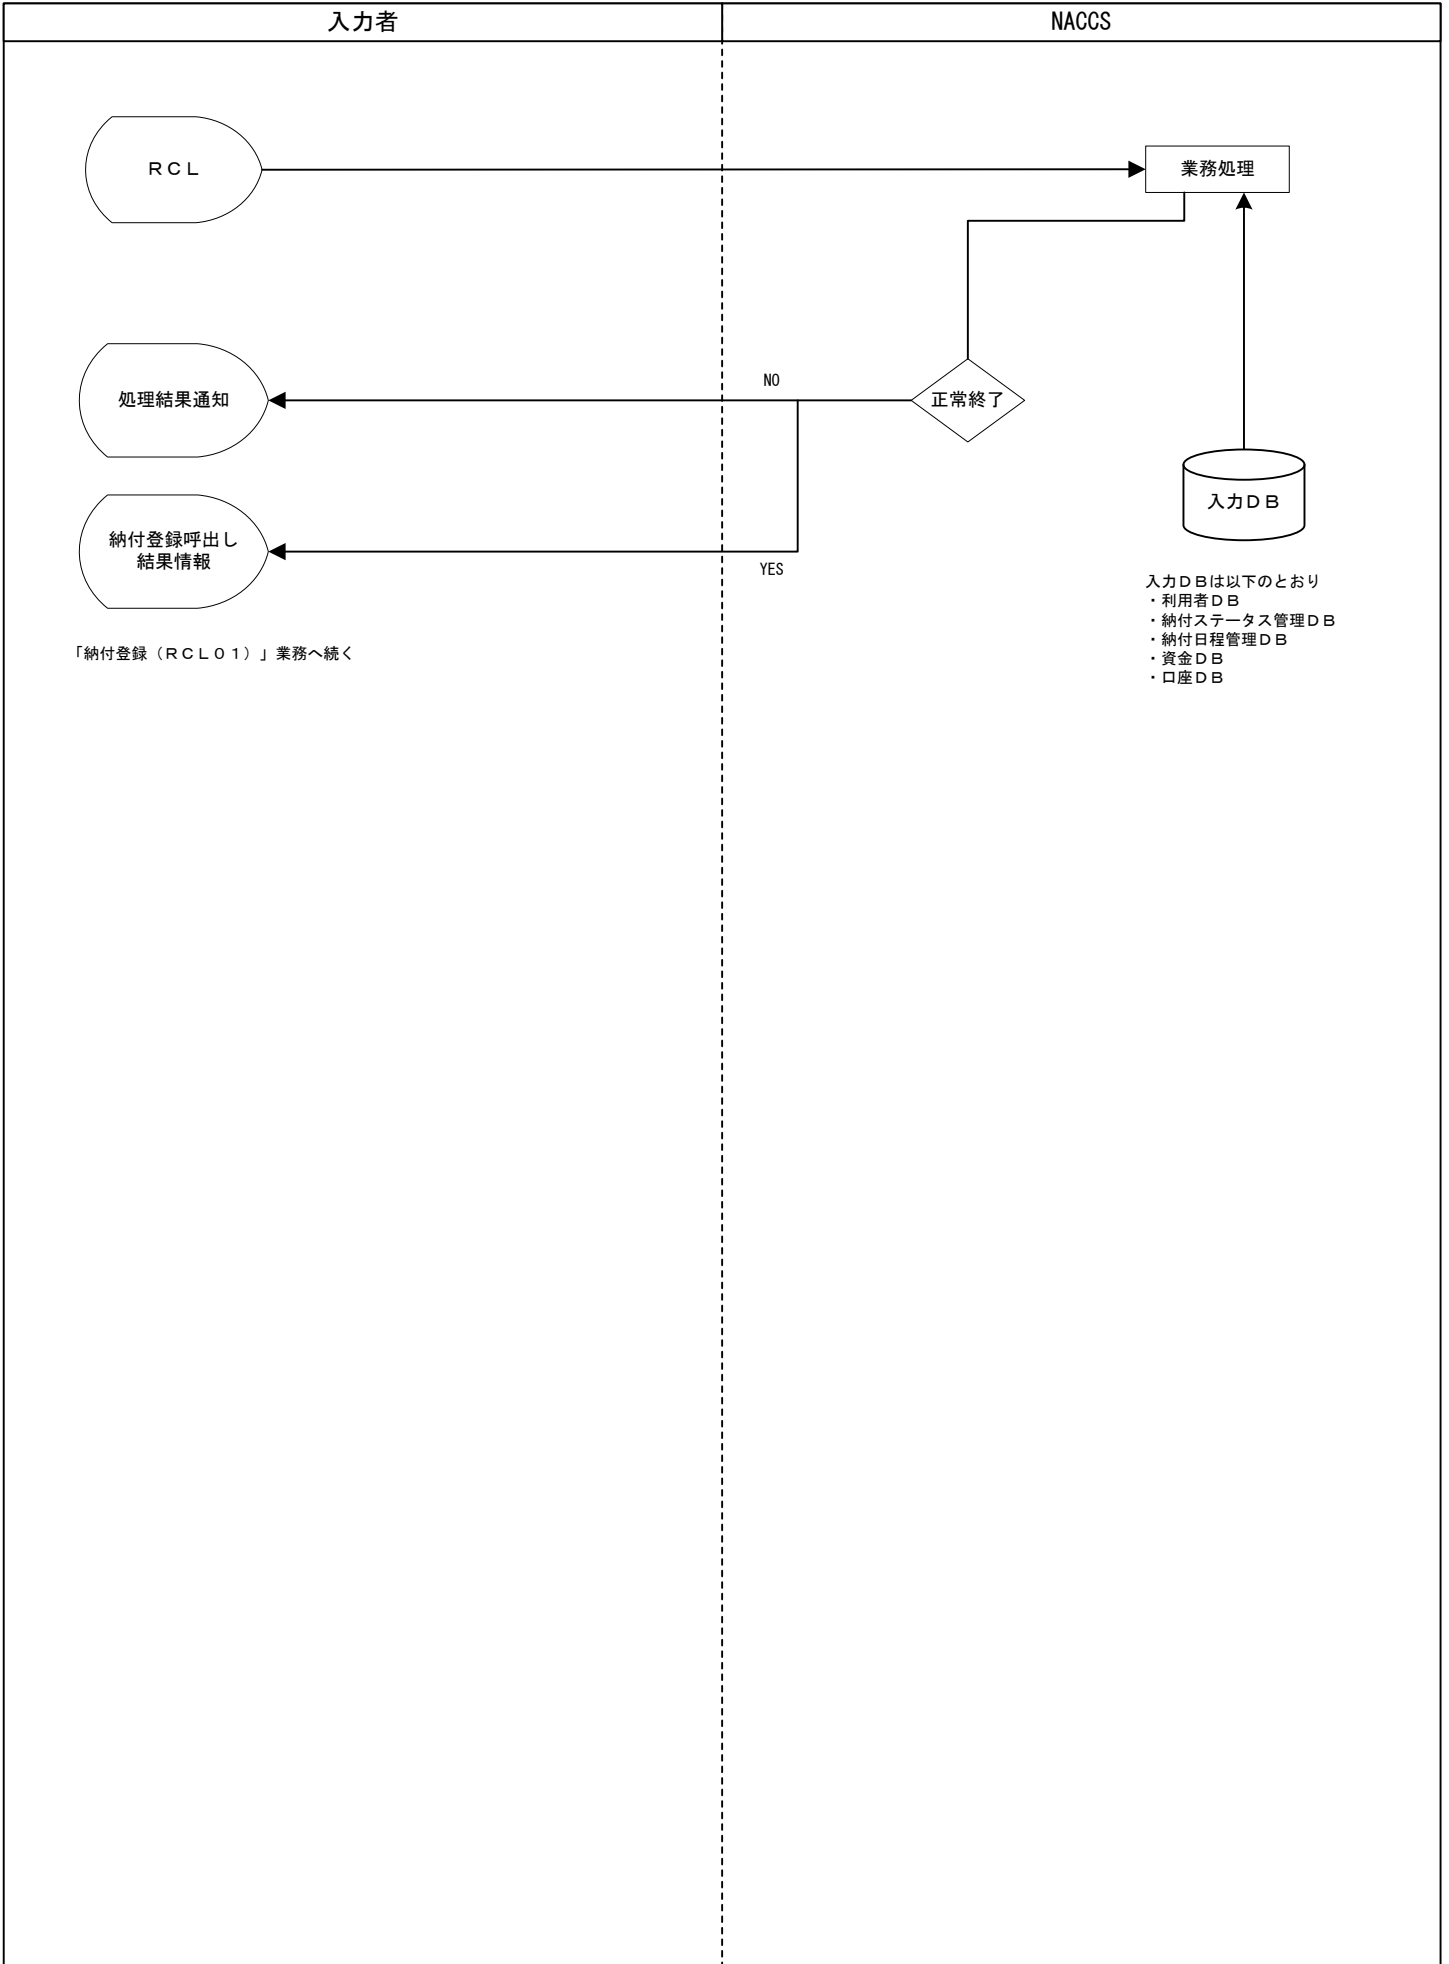 入力者
NACCS
ＲＣＬ
業務処理
NO
処理結果通知
正常終了
入力ＤＢ
納付登録呼出し
結果情報
YES
入力ＤＢは以下のとおり
・利用者ＤＢ
・納付ステータス管理ＤＢ
・納付日程管理ＤＢ
・資金ＤＢ
・口座ＤＢ
「納付登録（ＲＣＬ０１）」業務へ続く